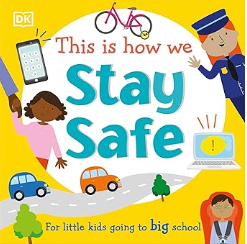 DK
This is how we
Stay
Safe
!
For little kids going to big school